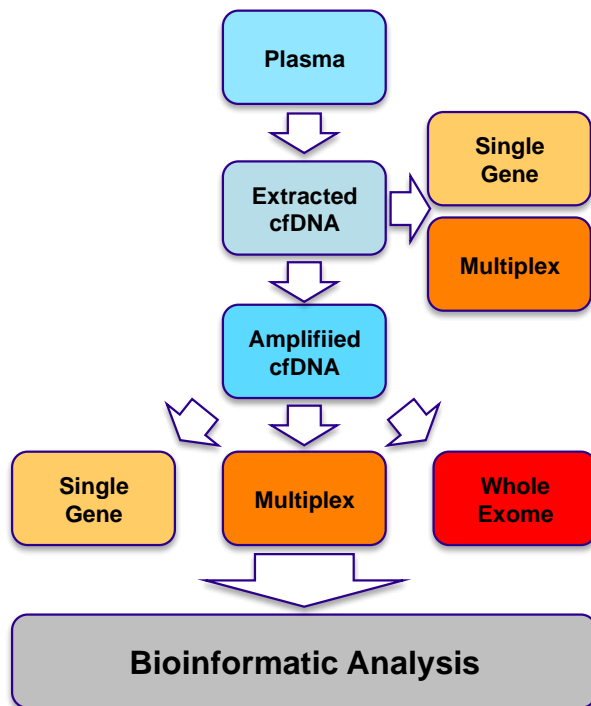 Plasma
Extracted
cfDNA
Single
Gene
Multiplex
Amplifiied
cfDNA
Single
Gene
Multiplex
Whole
Exome
Bioinformatic Analysis